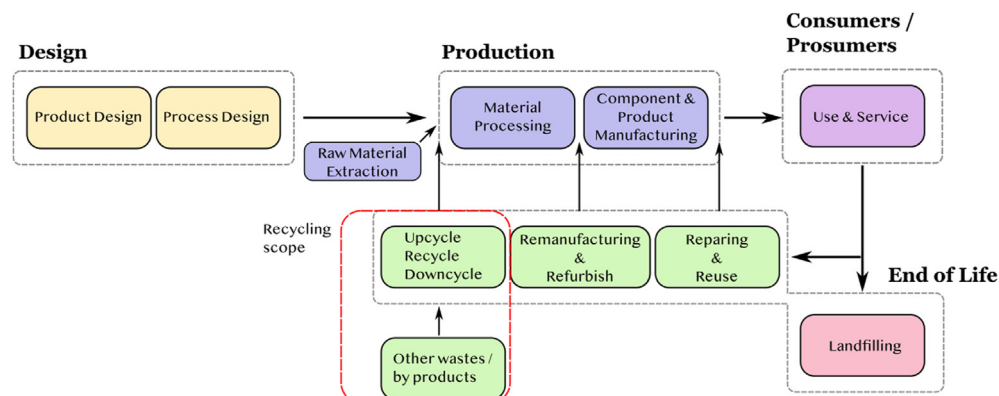 Design
Production
Consumers /
Prosumers
Product Design
Process Design
Material
Processing
Component &
Product
Manufacturing
Use & Service
Raw Material
Extraction
Recycling
scope
Upcycle
Recycle
Downcycle
Remanufacturing
&
Refurbish
Reparing
&
Reuse
End of Life
Landfilling
Other wastes /
by products